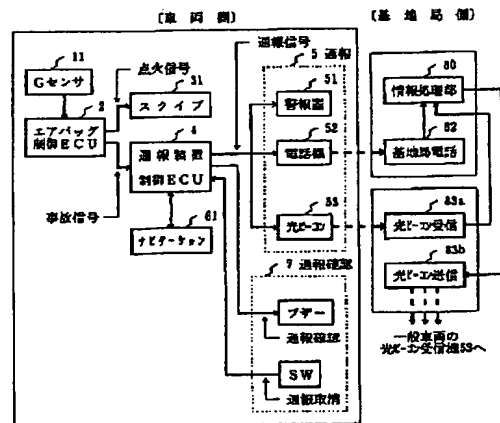 〔車両側〕
〔基地局側〕
11
Gセンサ
点火信号
31
スクイブ
2
エアバッグ
制御ECU
4
通報装置
制御ECU
事故信号
61
ナビゲーション
通報信号
5 通報
51
警報器
52
電話機
53
光ビーコン
7 通報確認
ブザー
通報確認
SW
通報取消
80
情報処理部
82
基地局電話
83a
光ビーコン受信
83b
光ビーコン送信
一般車両の
光ビーコン受信機53へ